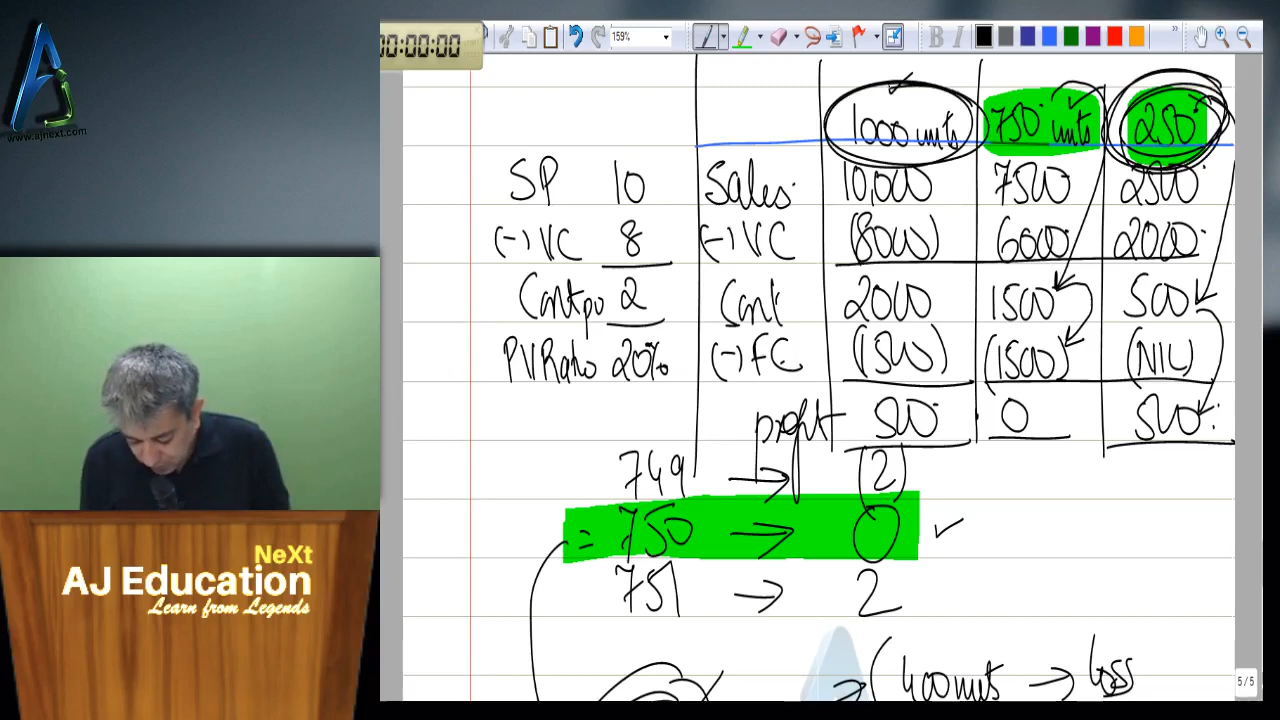 AJ
www.ajnext.com
00:00:00
159%
B I
1000 units 750 units 250
SP 10 Sales 10,000 7500 2500
(-) VC 8 (-) VC (8000) 6000 2000
Cont pu 2 Cont 2000 1500 500
PV Ratio 20% (-) FC (1500) (1500) (NIL)
profit 500 0 500
749 → (2)
= 750 → 0 ✓
751 → 2
→ (400 units → loss
5/5
NeXt
AJ Education
Learn from Legends